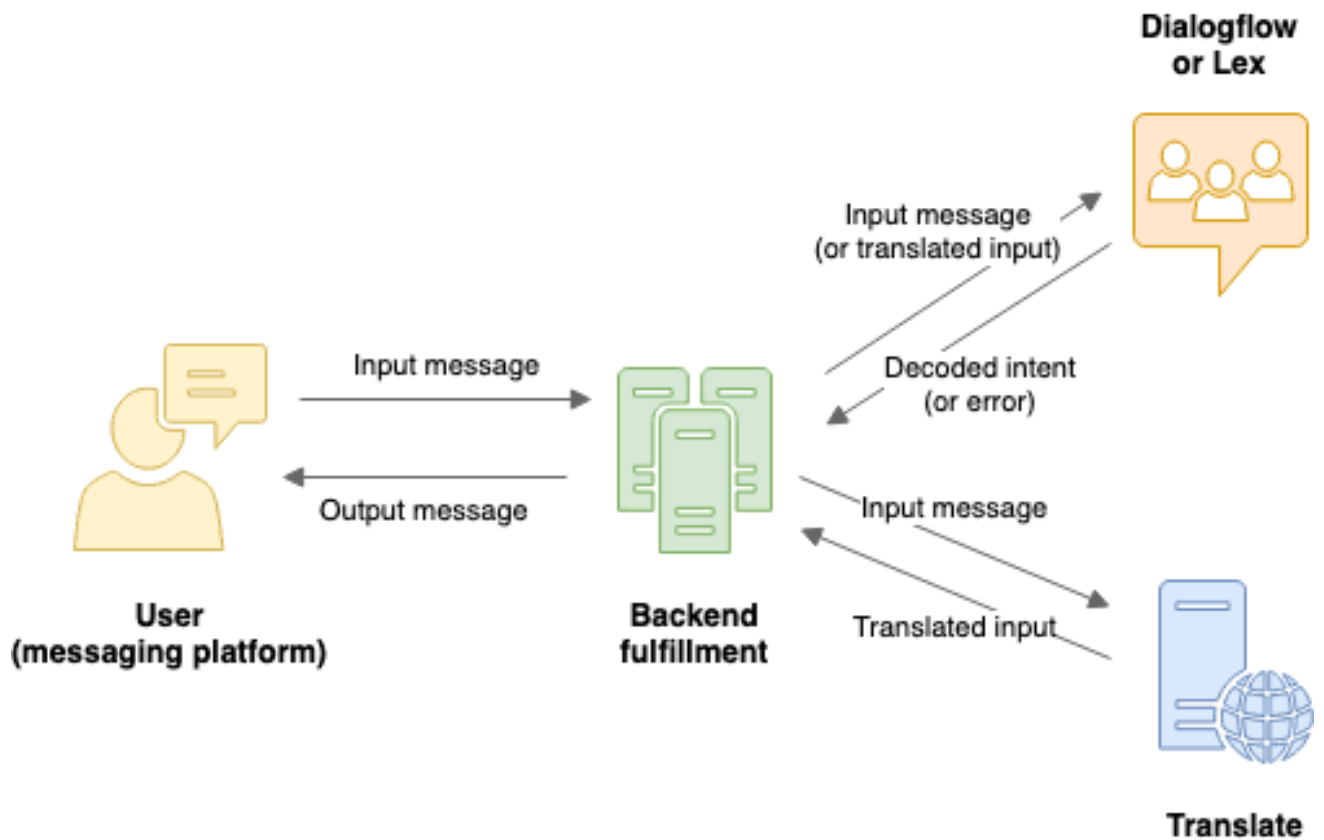 Dialogflow
or Lex
Input message
(or translated input)
Input message
Decoded intent
(or error)
Output message
Input message
User
(messaging platform)
Backend
fulfillment
Translated input
Translate